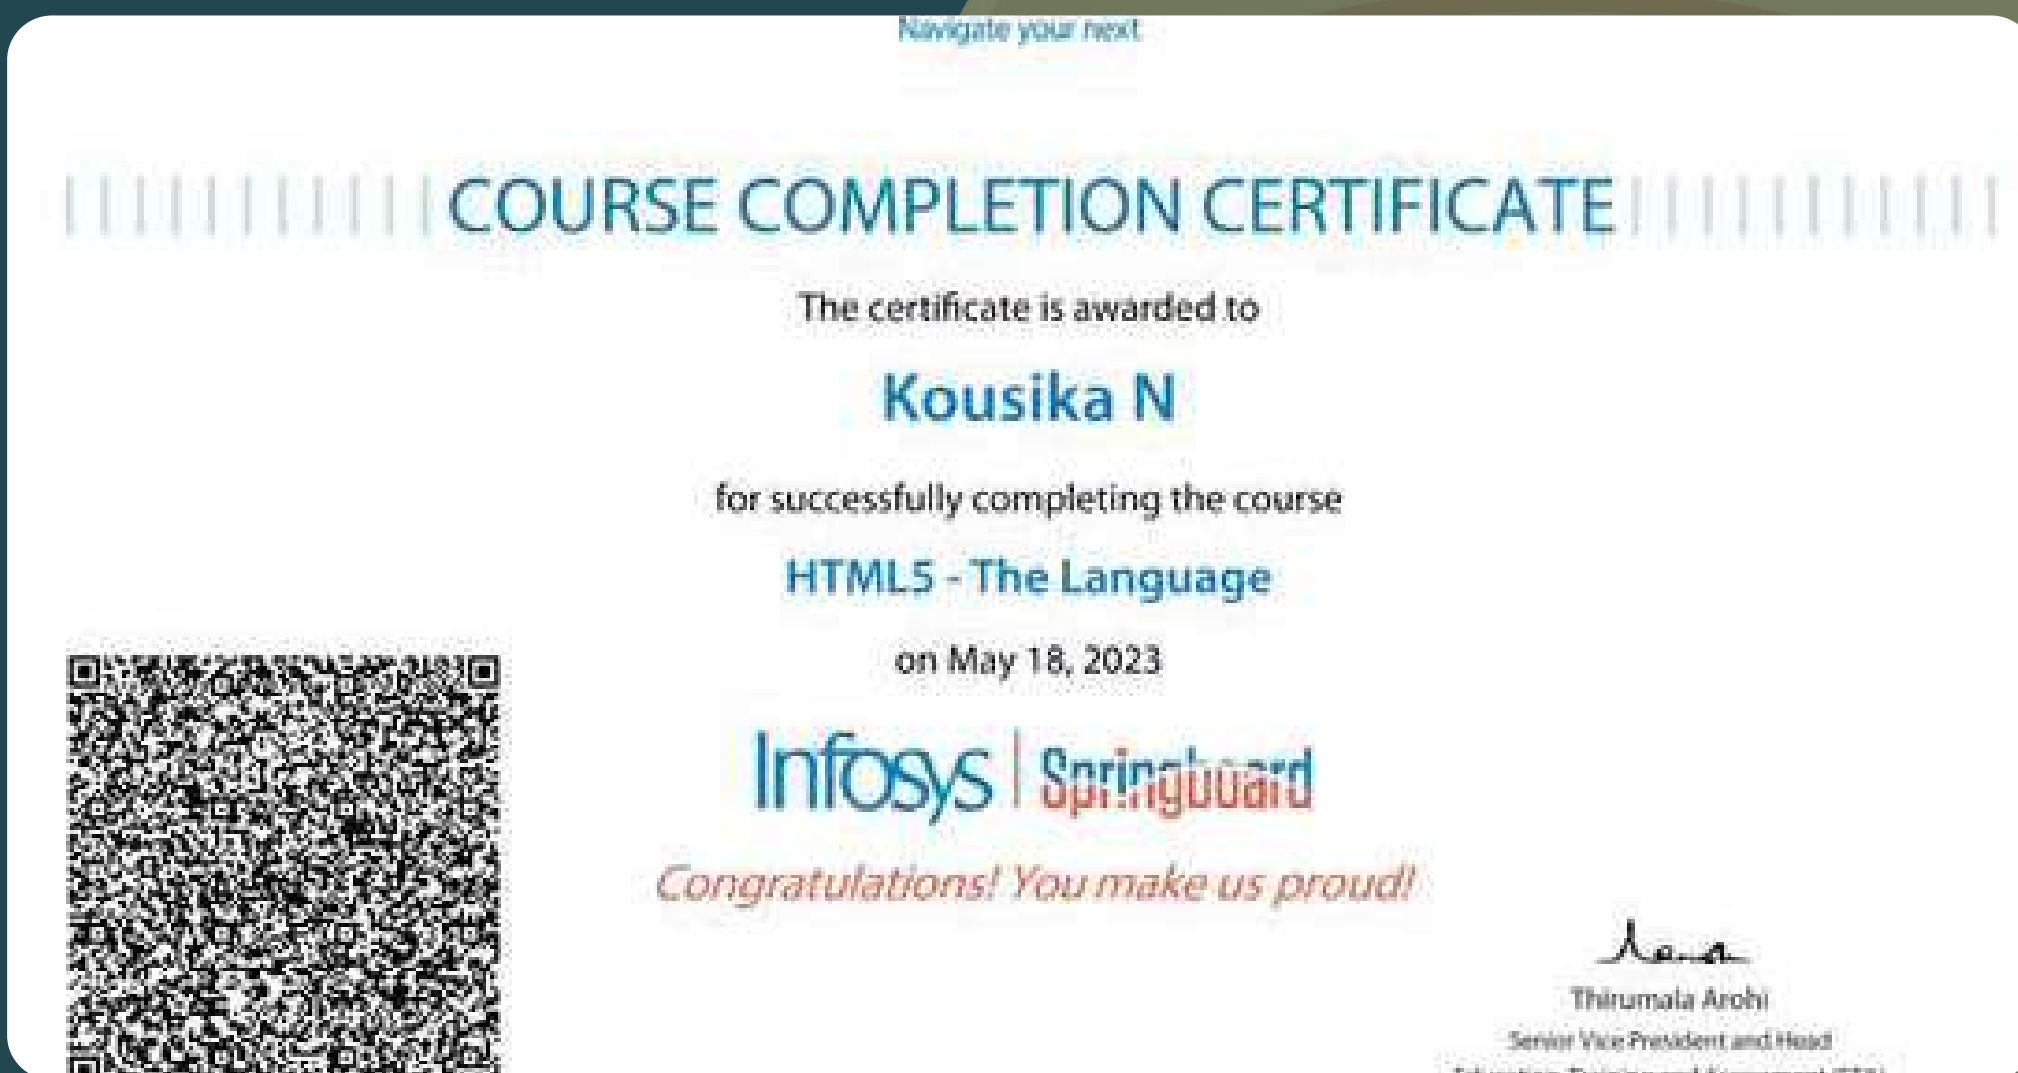 Navigate your next
COURSE COMPLETION CERTIFICATE
The certificate is awarded to
Kousika N
for successfully completing the course
HTML5 - The Language
on May 18, 2023
Infosys | Springboard
Congratulations! You make us proud!
Thirumala Arohi
Senior Vice President and Head